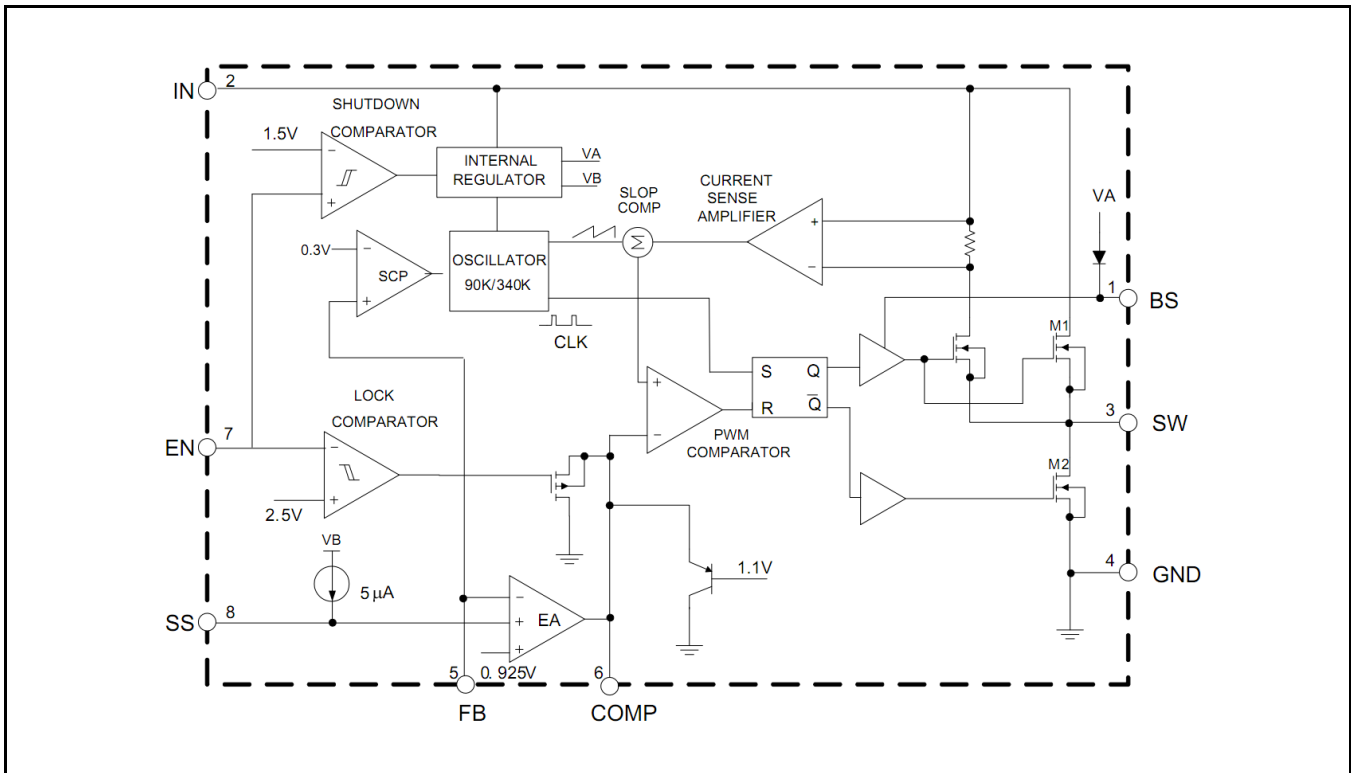 IN
2
SHUTDOWN
COMPARATOR
1.5V
−
+
INTERNAL
REGULATOR
VA
VB
SLOP
COMP
Σ
CURRENT
SENSE
AMPLIFIER
+
−
VA
0.3V
−
+
SCP
OSCILLATOR
90K/340K
CLK
1
BS
M1
S
Q
R
Q̅
PWM
COMPARATOR
+
−
LOCK
COMPARATOR
EN
7
−
+
2.5V
3
SW
M2
VB
5µA
1.1V
4
GND
SS
8
−
+
+
EA
0.925V
5
FB
6
COMP